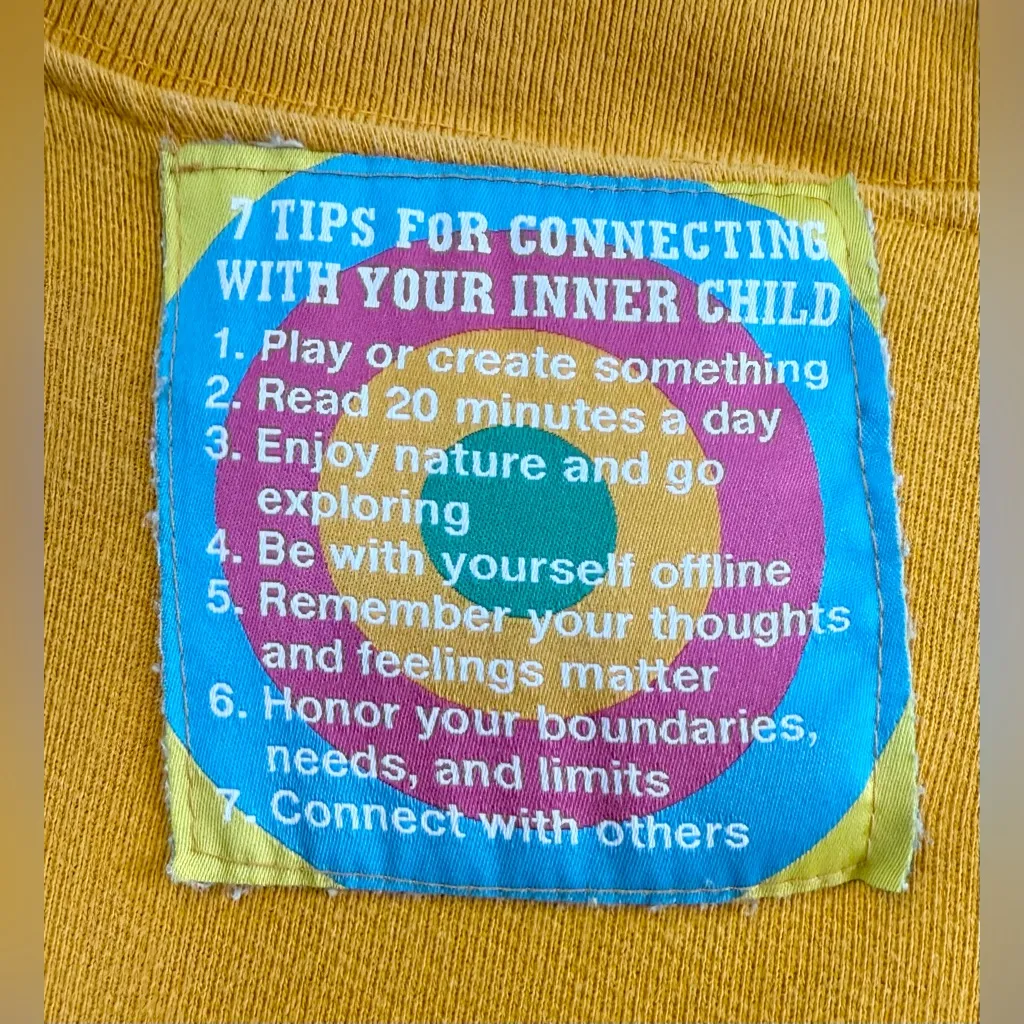 7 TIPS FOR CONNECTING
WITH YOUR INNER CHILD
1. Play or create something
2. Read 20 minutes a day
3. Enjoy nature and go
exploring
4. Be with yourself offline
5. Remember your thoughts
and feelings matter
6. Honor your boundaries,
needs, and limits
7. Connect with others